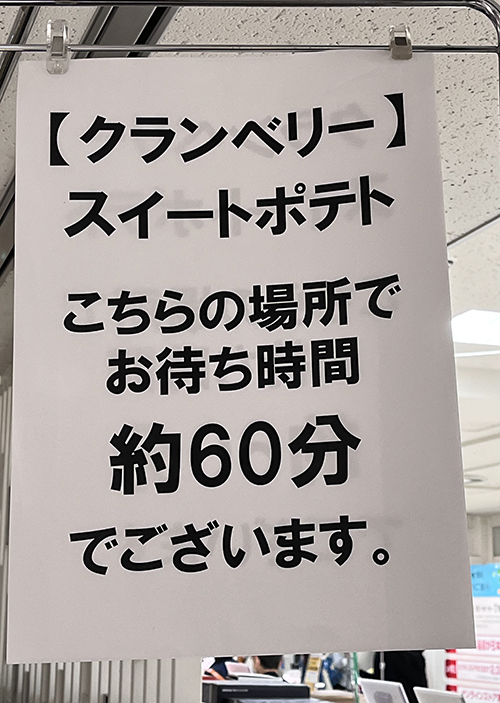 【クランベリー】
スイートポテト
こちらの場所で
お待ち時間
約60分
でございます。